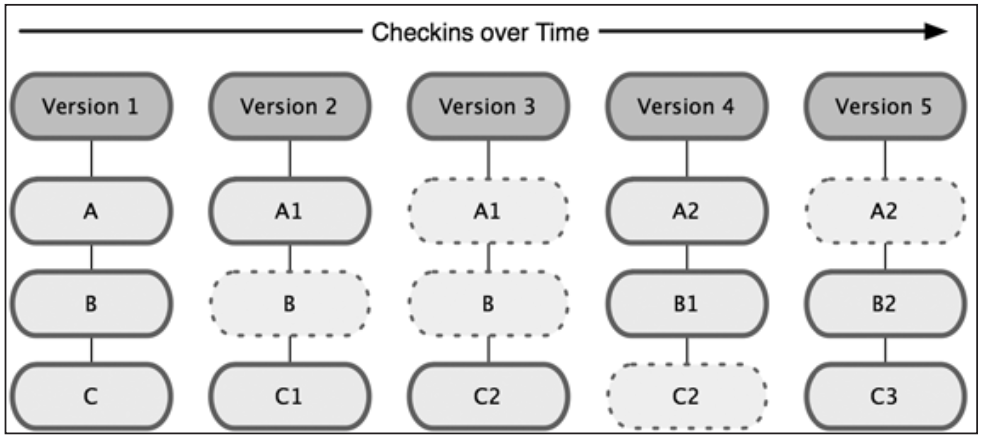 Checkins over Time
Version 1 Version 2 Version 3 Version 4 Version 5
A A1 A1 A2 A2
B B B B1 B2
C C1 C2 C2 C3